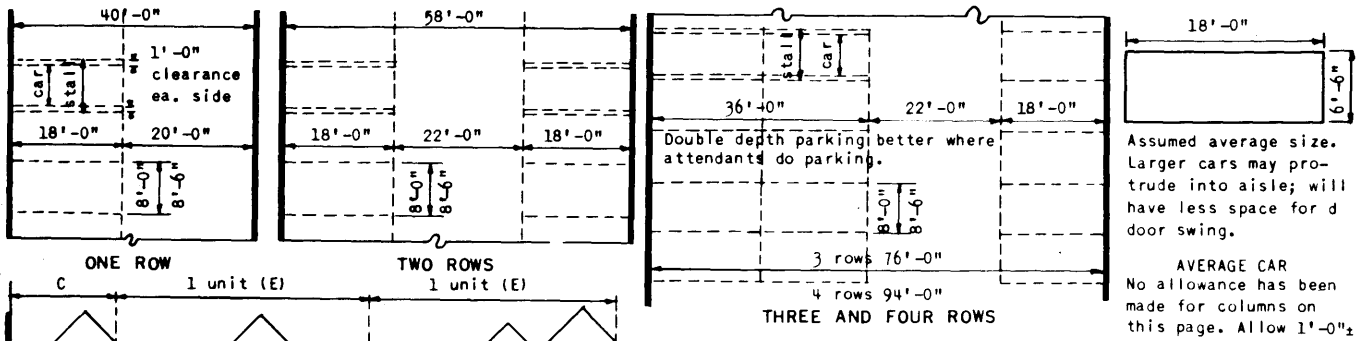 40'-0"
1'-0"
clearance
ea. side
car
stall
18'-0"
20'-0"
8'-0"
8'-6"
ONE ROW
58'-0"
18'-0"
22'-0"
18'-0"
8'-0"
8'-6"
TWO ROWS
stall
car
36'-0"
22'-0"
18'-0"
Double depth parking better where
attendants do parking.
8'-0"
8'-6"
3 rows 76'-0"
4 rows 94'-0"
THREE AND FOUR ROWS
18'-0"
6'-6"
Assumed average size.
Larger cars may pro-
trude into aisle; will
have less space for d
door swing.
AVERAGE CAR
No allowance has been
made for columns on
this page. Allow 1'-0"±
C
1 unit (E)
1 unit (E)